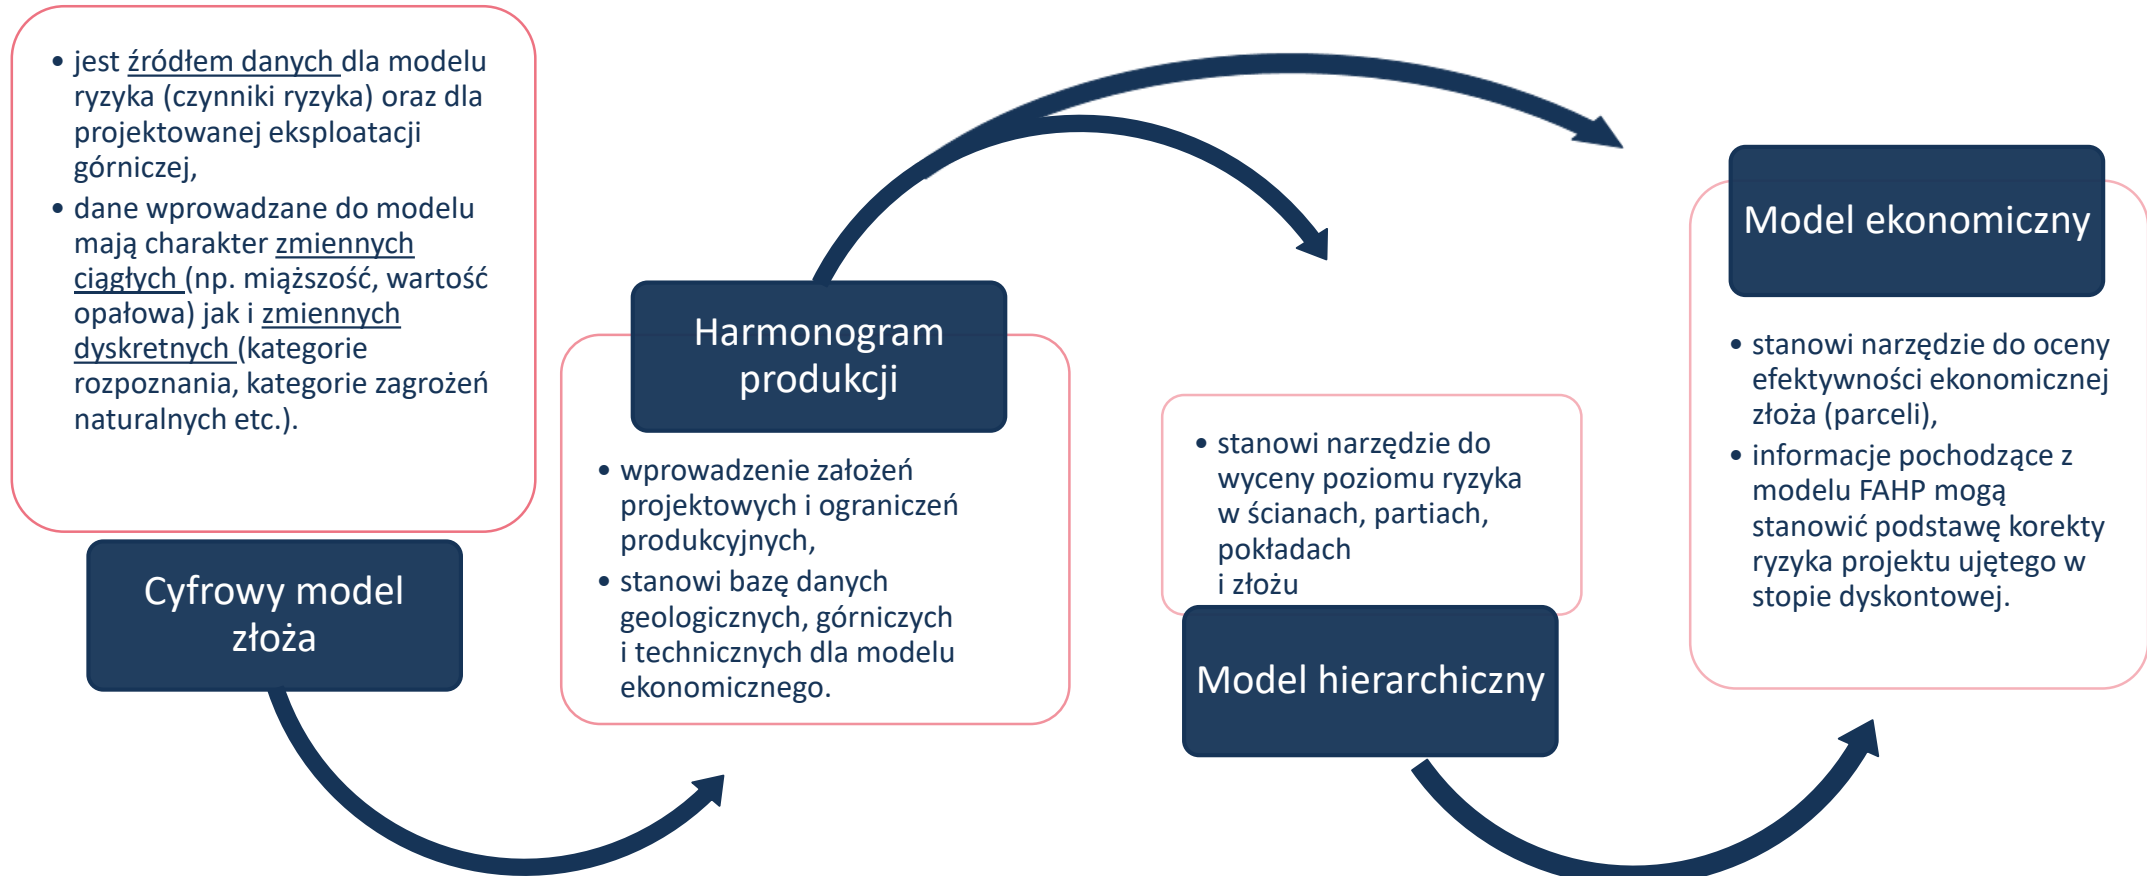 • jest źródłem danych dla modelu
ryzyka (czynniki ryzyka) oraz dla
projektowanej eksploatacji
górniczej,
• dane wprowadzane do modelu
mają charakter zmiennych
ciągłych (np. miąższość, wartość
opałowa) jak i zmiennych
dyskretnych (kategorie
rozpoznania, kategorie zagrożeń
naturalnych etc.).
Cyfrowy model
złoża
Harmonogram
produkcji
• wprowadzenie założeń
projektowych i ograniczeń
produkcyjnych,
• stanowi bazę danych
geologicznych, górniczych
i technicznych dla modelu
ekonomicznego.
• stanowi narzędzie do
wyceny poziomu ryzyka
w ścianach, partiach,
pokładach
i złożu
Model hierarchiczny
Model ekonomiczny
• stanowi narzędzie do oceny
efektywności ekonomicznej
złoża (parceli),
• informacje pochodzące z
modelu FAHP mogą
stanowić podstawę korekty
ryzyka projektu ujętego w
stopie dyskontowej.